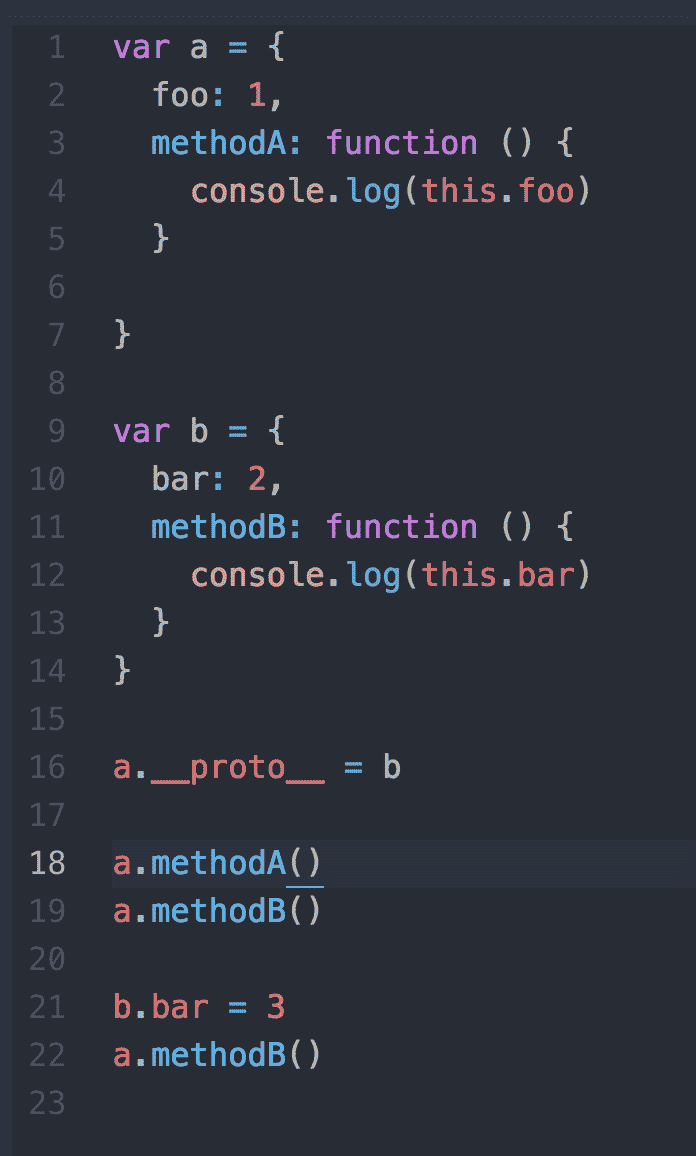 1 var a = {
2   foo: 1,
3   methodA: function () {
4     console.log(this.foo)
5   }
6
7 }
8
9 var b = {
10   bar: 2,
11   methodB: function () {
12     console.log(this.bar)
13   }
14 }
15
16 a.__proto__ = b
17
18 a.methodA()
19 a.methodB()
20
21 b.bar = 3
22 a.methodB()
23